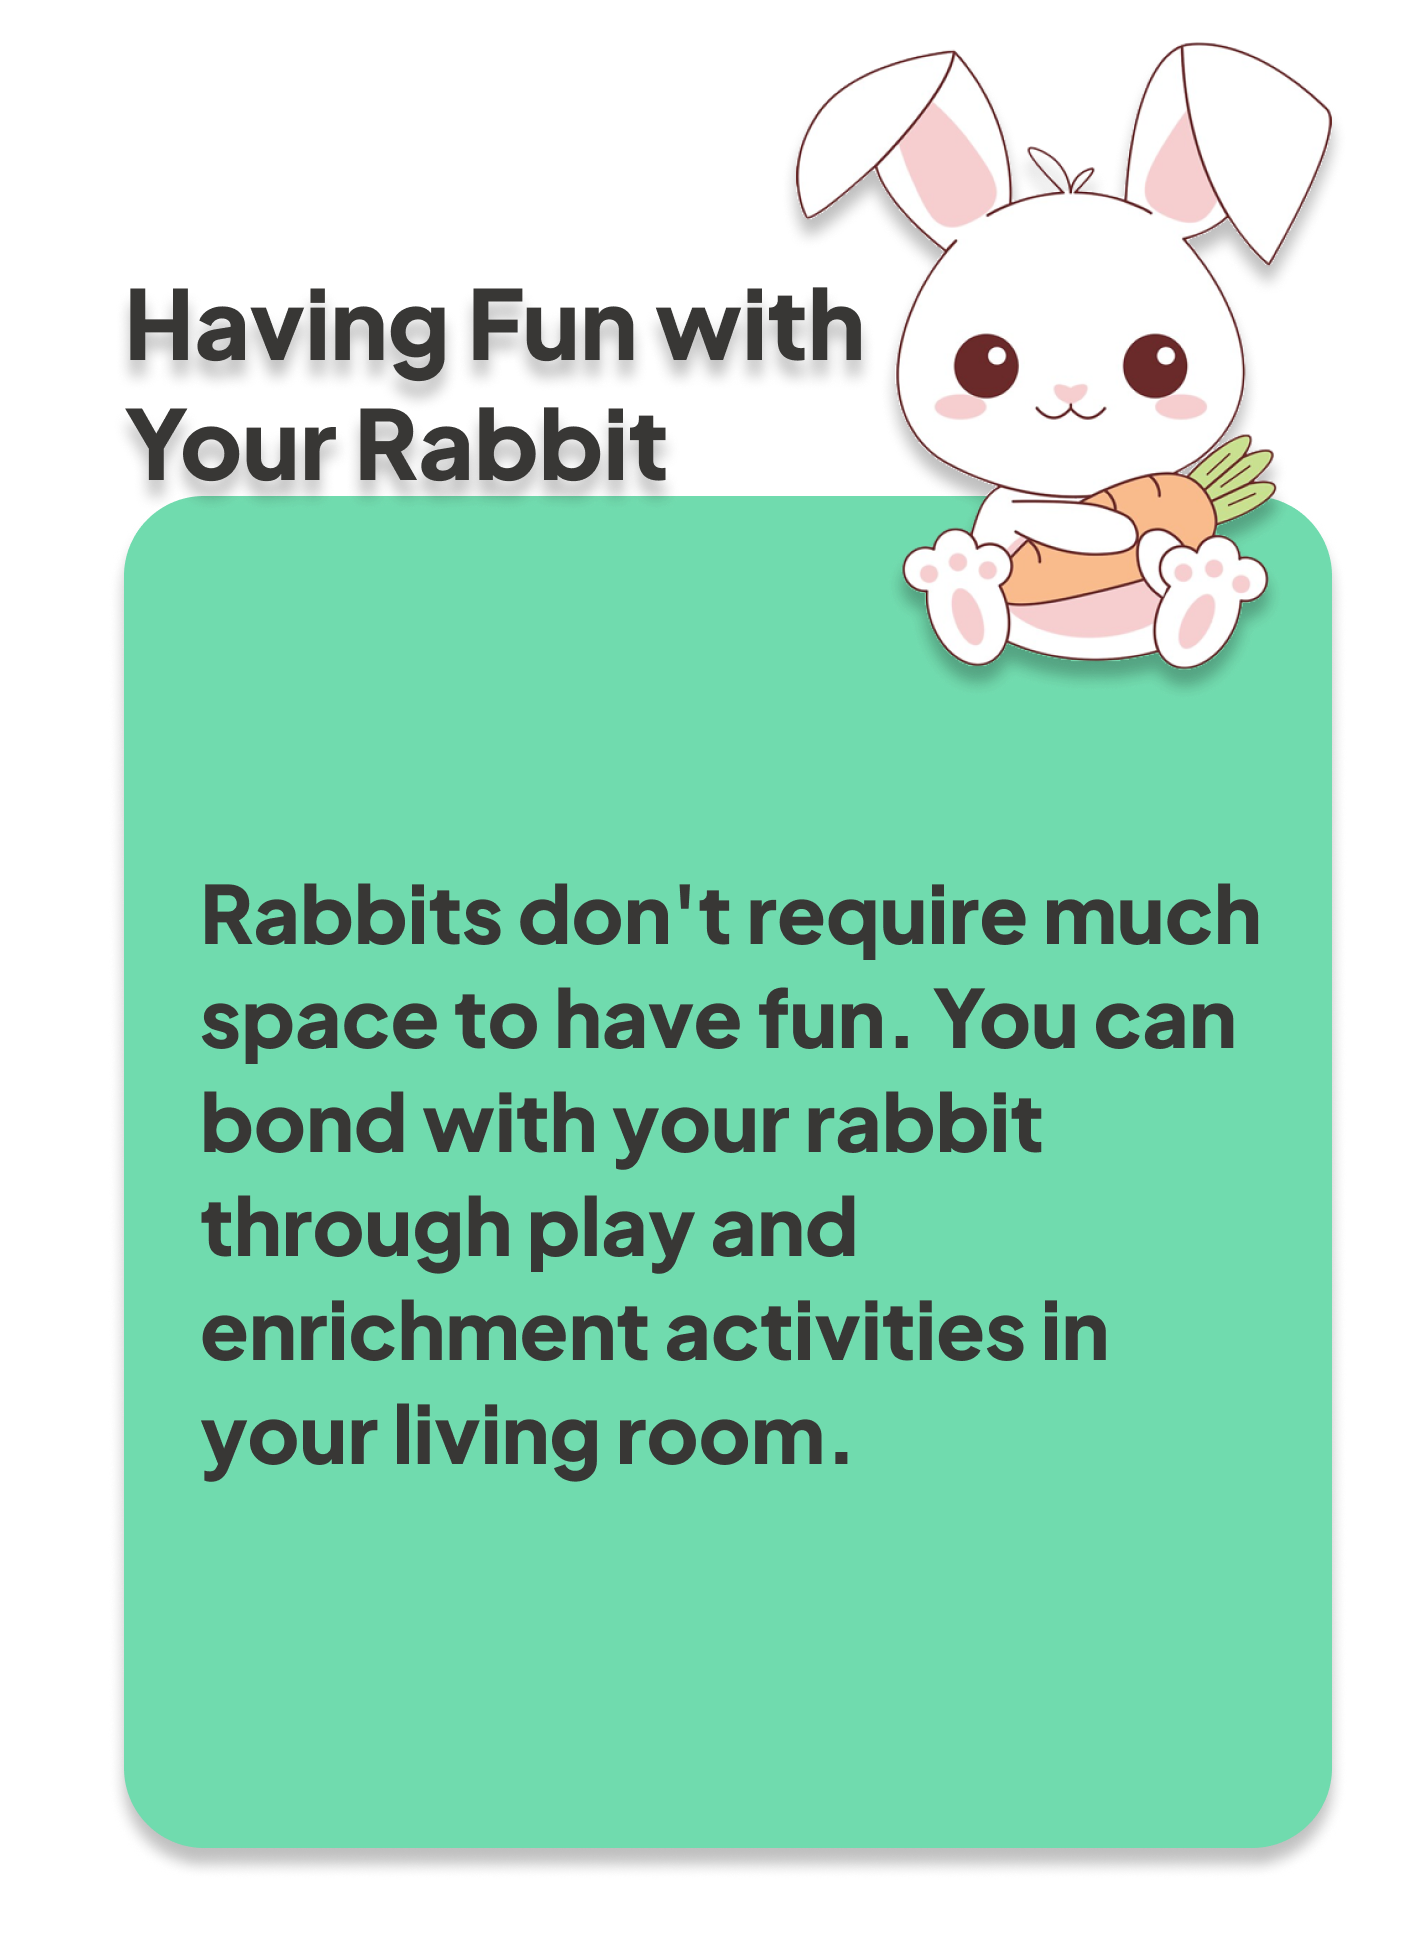 Having Fun with
Your Rabbit
Rabbits don't require much
space to have fun. You can
bond with your rabbit
through play and
enrichment activities in
your living room.